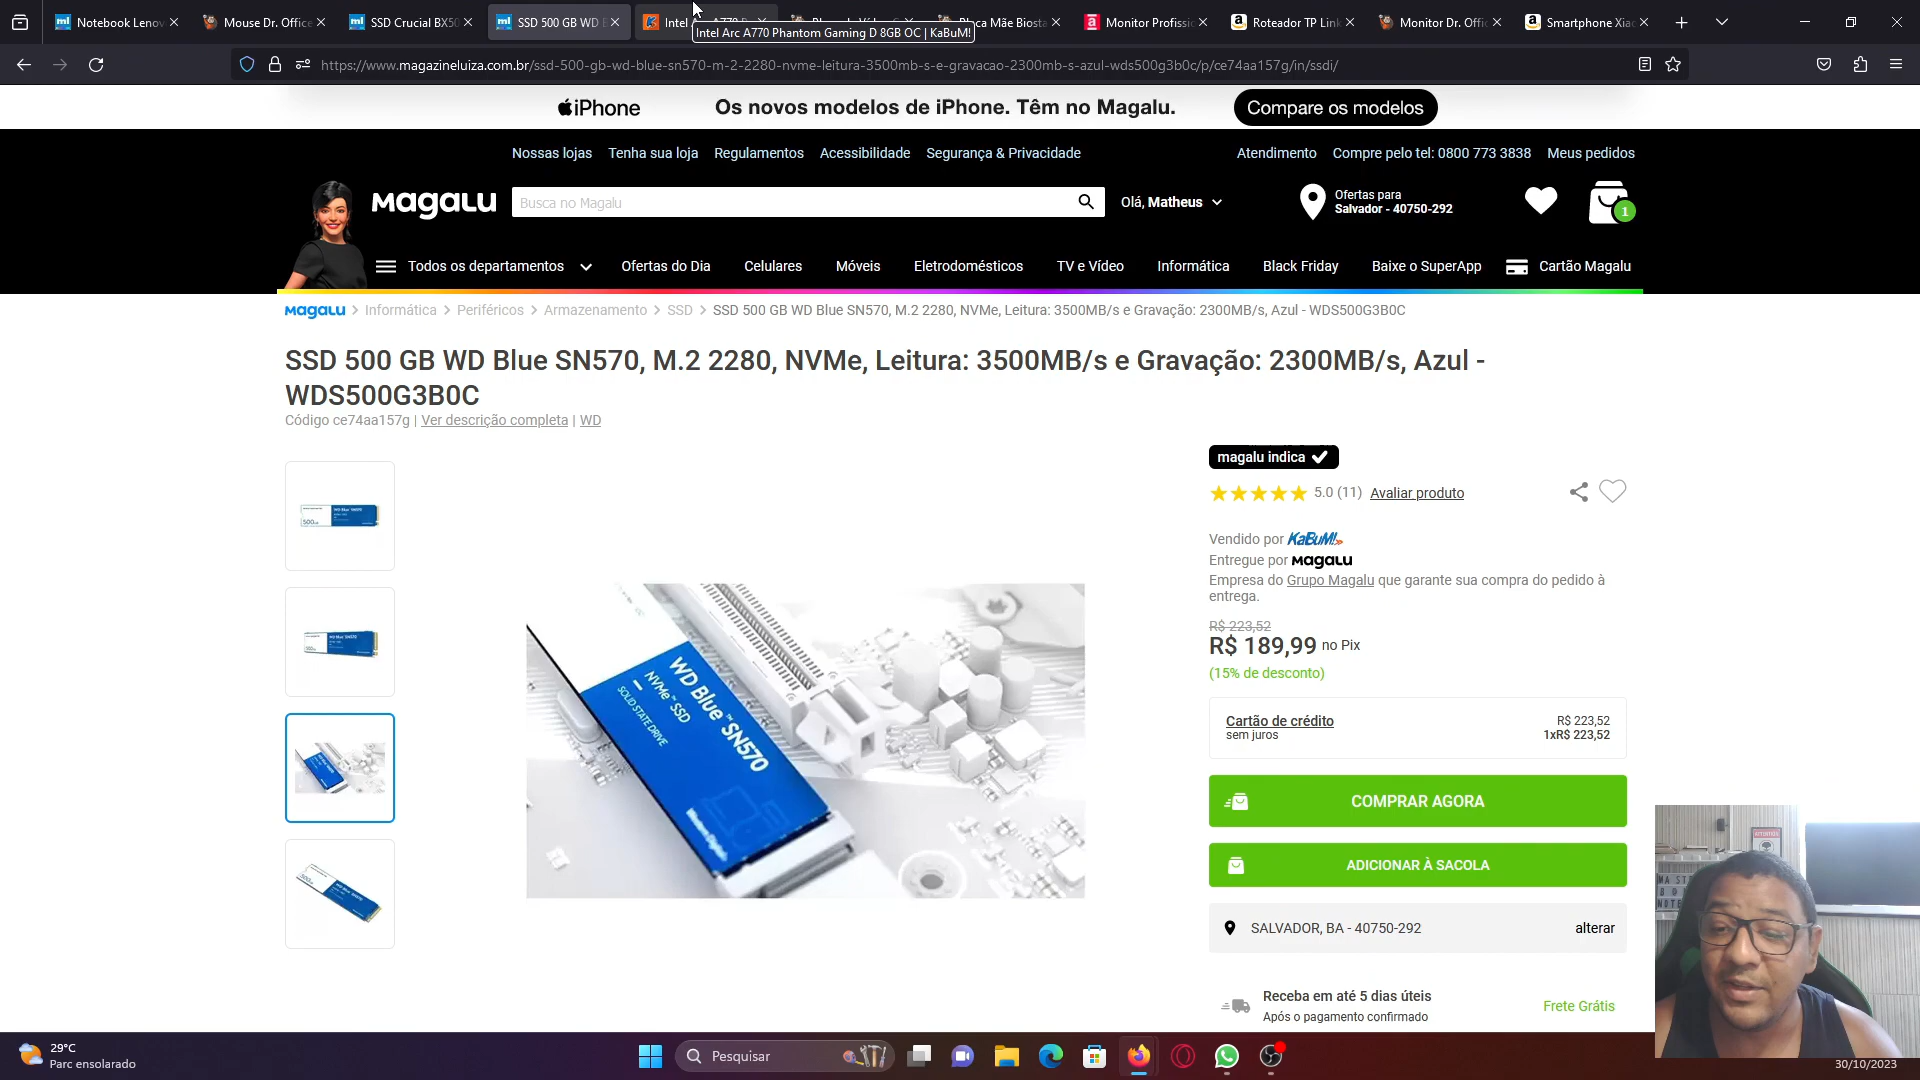 Notebook Lenov
Mouse Dr. Office
SSD Crucial BX50
SSD 500 GB WD B
Intel Arc A770 P
Placa Mãe Biosta
Monitor Profissio
Roteador TP Link
Monitor Dr. Offic
Smartphone Xiao
Intel Arc A770 Phantom Gaming D 8GB OC | KaBuM!
https://www.magazineluiza.com.br/ssd-500-gb-wd-blue-sn570-m-2-2280-nvme-leitura-3500mb-s-e-gravacao-2300mb-s-azul-wds500g3b0c/p/ce74aa157g/in/ssdi/
iPhone
Os novos modelos de iPhone. Têm no Magalu.
Compare os modelos
Nossas lojas
Tenha sua loja
Regulamentos
Acessibilidade
Segurança & Privacidade
Atendimento
Compre pelo tel: 0800 773 3838
Meus pedidos
Magalu
Busca no Magalu
Olá, Matheus
Ofertas para
Salvador - 40750-292
1
Todos os departamentos
Ofertas do Dia
Celulares
Móveis
Eletrodomésticos
TV e Vídeo
Informática
Black Friday
Baixe o SuperApp
Cartão Magalu
Magalu > Informática > Periféricos > Armazenamento > SSD > SSD 500 GB WD Blue SN570, M.2 2280, NVMe, Leitura: 3500MB/s e Gravação: 2300MB/s, Azul - WDS500G3B0C
SSD 500 GB WD Blue SN570, M.2 2280, NVMe, Leitura: 3500MB/s e Gravação: 2300MB/s, Azul -
WDS500G3B0C
Código ce74aa157g | Ver descrição completa | WD
magalu indica
5.0 (11) Avaliar produto
Vendido por KaBuM!
Entregue por Magalu
Empresa do Grupo Magalu que garante sua compra do pedido à
entrega.
R$ 223,52
R$ 189,99 no Pix
(15% de desconto)
Cartão de crédito
sem juros
R$ 223,52
1xR$ 223,52
COMPRAR AGORA
ADICIONAR À SACOLA
SALVADOR, BA - 40750-292
alterar
Receba em até 5 dias úteis
Após o pagamento confirmado
Frete Grátis
WD Blue™ SN570
NVMe™ SSD
SOLID STATE DRIVE
Western Digital
29°C
Parc ensolarado
Pesquisar
30/10/2023